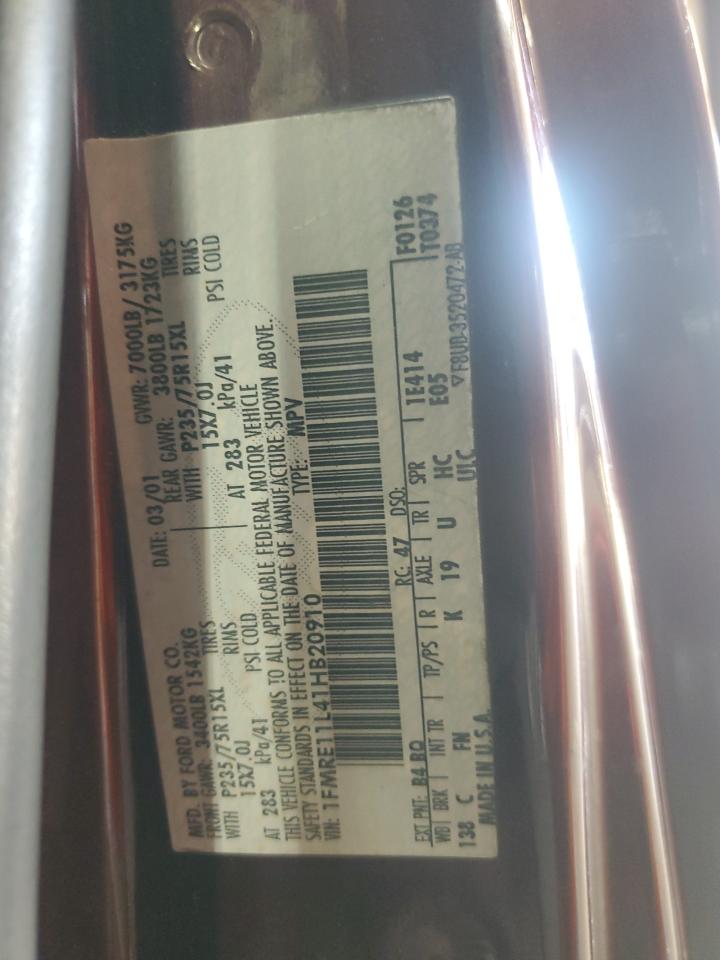 MFD. BY FORD MOTOR CO. DATE: 03/01 GVWR: 7000LB/ 3175KG
FRONT GAWR: 3400LB 1542KG REAR GAWR: 3800LB 1723KG
WITH P235/75R15XL TIRES WITH P235/75R15XL TIRES
15X7.0J RIMS 15X7.0J RIMS
AT 283 kPa/41 PSI COLD AT 283 kPa/41 PSI COLD
THIS VEHICLE CONFORMS TO ALL APPLICABLE FEDERAL MOTOR VEHICLE
SAFETY STANDARDS IN EFFECT ON THE DATE OF MANUFACTURE SHOWN ABOVE.
VIN: 1FMRE11L41HB20910 TYPE: MPV
EXT PNT: B4 BQ RC: 47 DSO: F0126
WB BRK INT TR TP/PS R AXLE TR SPR 1E414 T0374
138 C FN K 19 U HC E05
MADE IN U.S.A. ULC ▽F8UB-3520472-AB